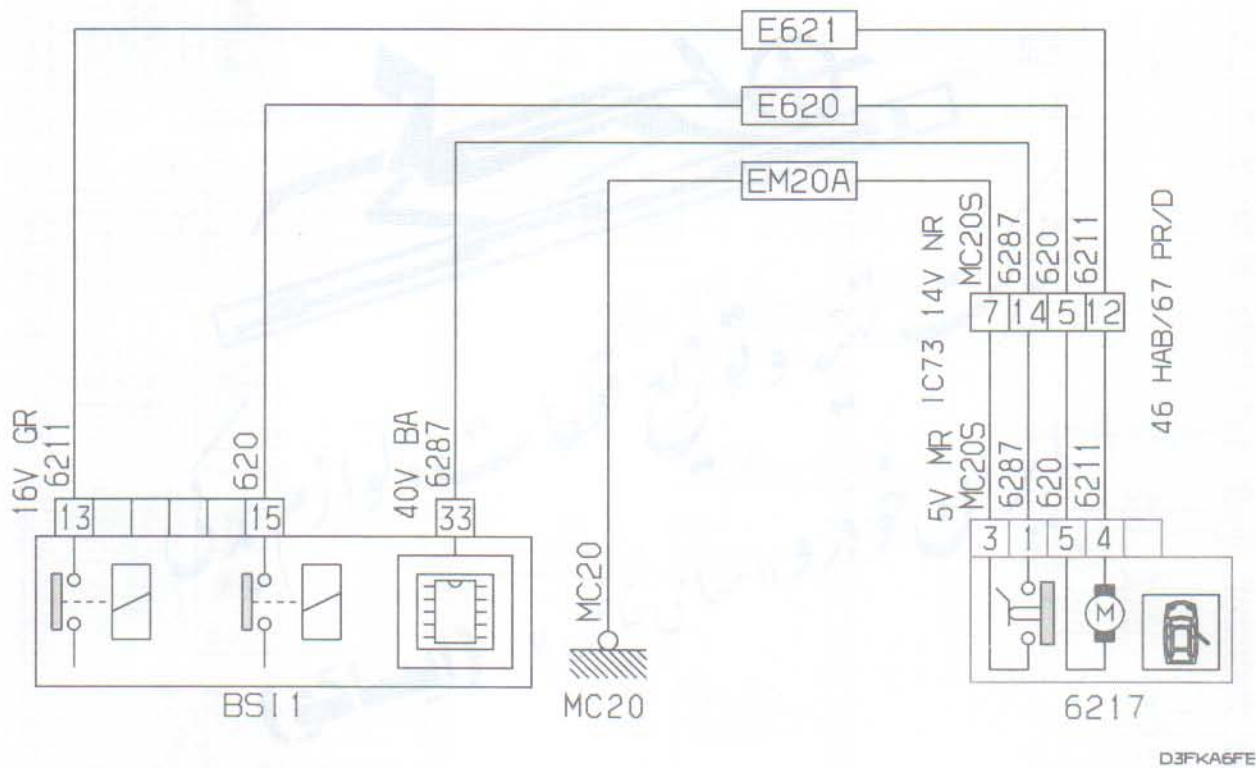 E621
E620
EM20A
MC20S
6287
620
6211
14V NR
7 14 5 12
IC73
46 HAB/67 PR/D
16V GR
6211
620
40V BA
6287
5V MR
MC20S
6287
620
6211
13 15 33
3 1 5 4
MC20
M
BSI1
MC20
6217
D3FKA6FE